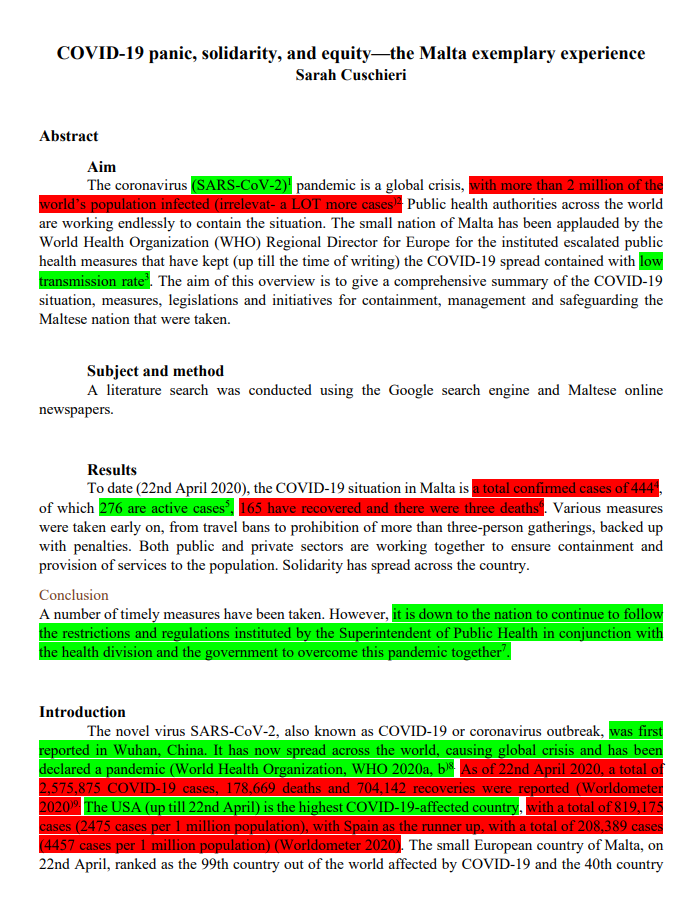 COVID-19 panic, solidarity, and equity—the Malta exemplary experience
Sarah Cuschieri
Abstract
Aim
The coronavirus (SARS-CoV-2)¹ pandemic is a global crisis, with more than 2 million of the
world's population infected (irrelevat- a LOT more cases)². Public health authorities across the world
are working endlessly to contain the situation. The small nation of Malta has been applauded by the
World Health Organization (WHO) Regional Director for Europe for the instituted escalated public
health measures that have kept (up till the time of writing) the COVID-19 spread contained with low
transmission rate³. The aim of this overview is to give a comprehensive summary of the COVID-19
situation, measures, legislations and initiatives for containment, management and safeguarding the
Maltese nation that were taken.
Subject and method
A literature search was conducted using the Google search engine and Maltese online
newspapers.
Results
To date (22nd April 2020), the COVID-19 situation in Malta is a total confirmed cases of 444⁴,
of which 276 are active cases⁵, 165 have recovered and there were three deaths⁶. Various measures
were taken early on, from travel bans to prohibition of more than three-person gatherings, backed up
with penalties. Both public and private sectors are working together to ensure containment and
provision of services to the population. Solidarity has spread across the country.
Conclusion
A number of timely measures have been taken. However, it is down to the nation to continue to follow
the restrictions and regulations instituted by the Superintendent of Public Health in conjunction with
the health division and the government to overcome this pandemic together⁷.
Introduction
The novel virus SARS-CoV-2, also known as COVID-19 or coronavirus outbreak, was first
reported in Wuhan, China. It has now spread across the world, causing global crisis and has been
declared a pandemic (World Health Organization, WHO 2020a, b)⁸. As of 22nd April 2020, a total of
2,575,875 COVID-19 cases, 178,669 deaths and 704,142 recoveries were reported (Worldometer
2020)⁹. The USA (up till 22nd April) is the highest COVID-19-affected country, with a total of 819,175
cases (2475 cases per 1 million population), with Spain as the runner up, with a total of 208,389 cases
(4457 cases per 1 million population) (Worldometer 2020). The small European country of Malta, on
22nd April, ranked as the 99th country out of the world affected by COVID-19 and the 40th country